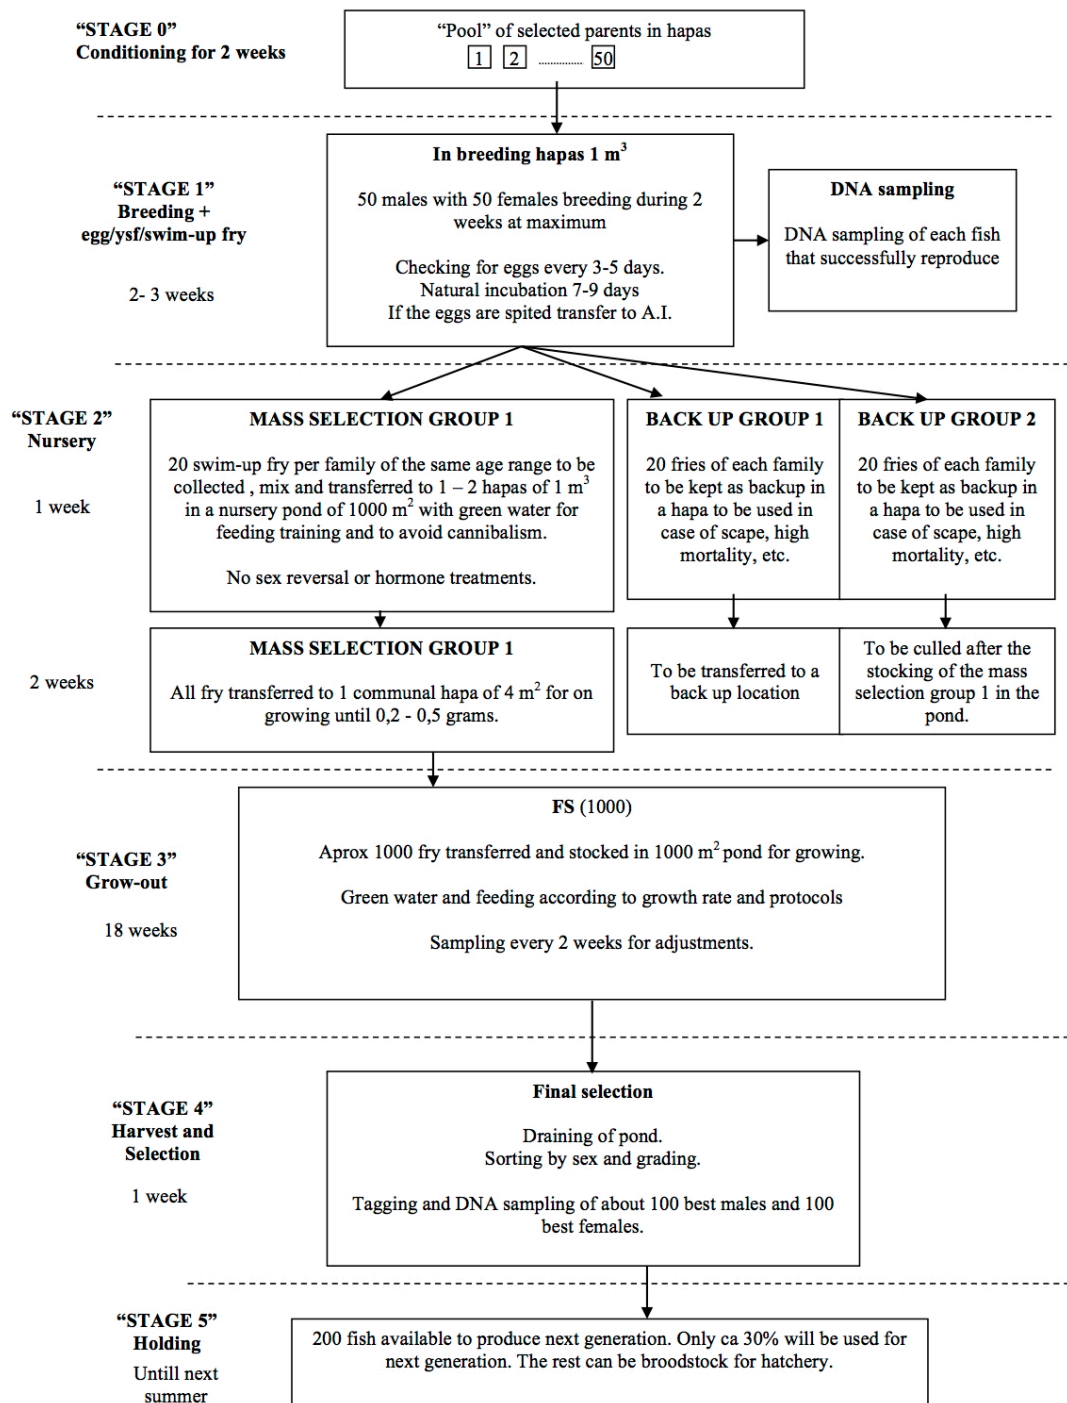 “STAGE 0”
Conditioning for 2 weeks
“Pool” of selected parents in hapas
1 2 ............... 50
“STAGE 1”
Breeding +
egg/ysf/swim-up fry
2- 3 weeks
In breeding hapas 1 m³
50 males with 50 females breeding during 2
weeks at maximum
Checking for eggs every 3-5 days.
Natural incubation 7-9 days
If the eggs are spited transfer to A.I.
DNA sampling
DNA sampling of each fish
that successfully reproduce
“STAGE 2”
Nursery
1 week
MASS SELECTION GROUP 1
20 swim-up fry per family of the same age range to be
collected , mix and transferred to 1 – 2 hapas of 1 m³
in a nursery pond of 1000 m² with green water for
feeding training and to avoid cannibalism.
No sex reversal or hormone treatments.
BACK UP GROUP 1
20 fries of each family
to be kept as backup in
a hapa to be used in
case of scape, high
mortality, etc.
BACK UP GROUP 2
20 fries of each family
to be kept as backup in
a hapa to be used in
case of scape, high
mortality, etc.
2 weeks
MASS SELECTION GROUP 1
All fry transferred to 1 communal hapa of 4 m² for on
growing until 0,2 - 0,5 grams.
To be transferred to a
back up location
To be culled after the
stocking of the mass
selection group 1 in the
pond.
“STAGE 3”
Grow-out
18 weeks
FS (1000)
Aprox 1000 fry transferred and stocked in 1000 m² pond for growing.
Green water and feeding according to growth rate and protocols
Sampling every 2 weeks for adjustments.
“STAGE 4”
Harvest and
Selection
1 week
Final selection
Draining of pond.
Sorting by sex and grading.
Tagging and DNA sampling of about 100 best males and 100
best females.
“STAGE 5”
Holding
Untill next
summer
200 fish available to produce next generation. Only ca 30% will be used for
next generation. The rest can be broodstock for hatchery.